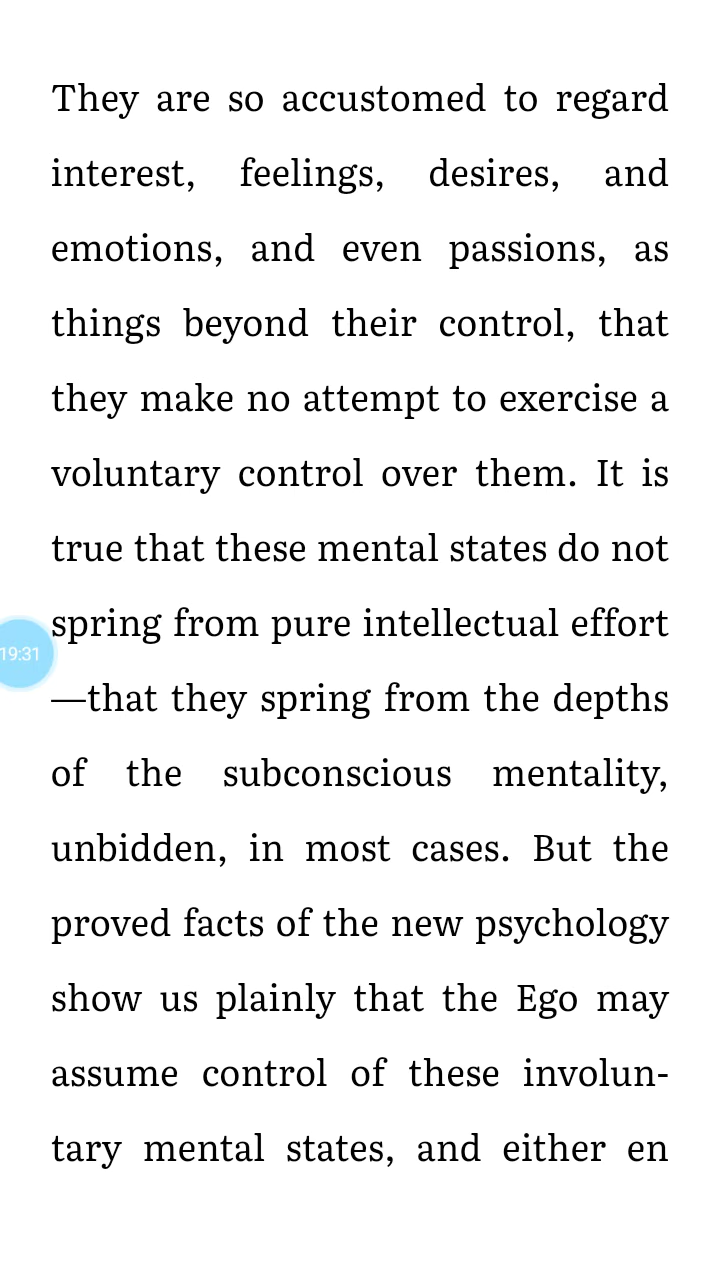 They are so accustomed to regard
interest, feelings, desires, and
emotions, and even passions, as
things beyond their control, that
they make no attempt to exercise a
voluntary control over them. It is
true that these mental states do not
spring from pure intellectual effort
19:31
—that they spring from the depths
of the subconscious mentality,
unbidden, in most cases. But the
proved facts of the new psychology
show us plainly that the Ego may
assume control of these involun-
tary mental states, and either en